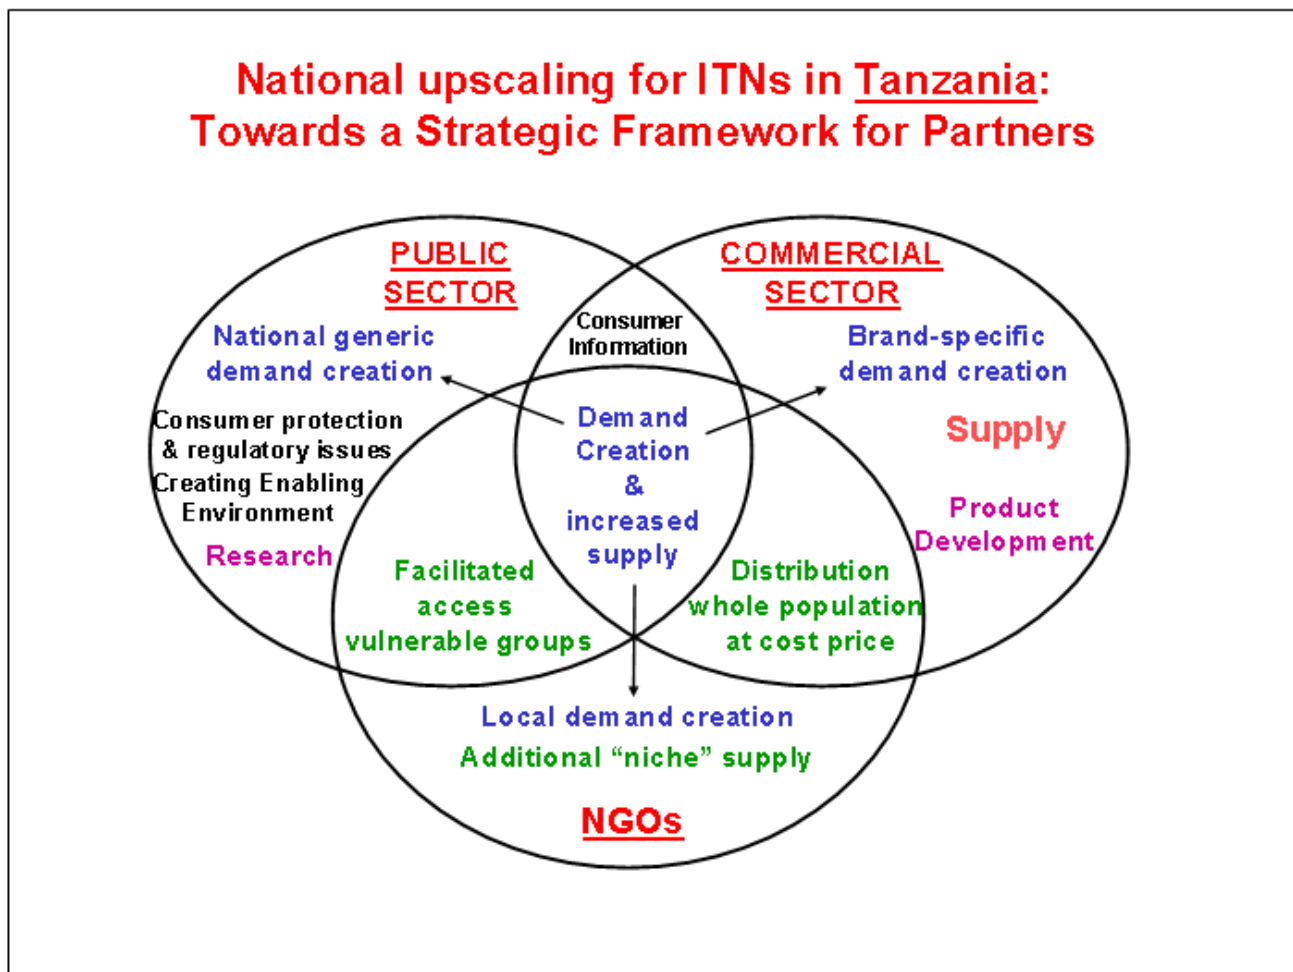 National upscaling for ITNs in Tanzania:
Towards a Strategic Framework for Partners
PUBLIC
SECTOR
COMMERCIAL
SECTOR
Consumer
Information
National generic
demand creation
Brand-specific
demand creation
Consumer protection
& regulatory issues
Creating Enabling
Environment
Research
Demand
Creation
&
increased
supply
Supply
Product
Development
Facilitated
access
vulnerable groups
Distribution
whole population
at cost price
Local demand creation
Additional “niche” supply
NGOs